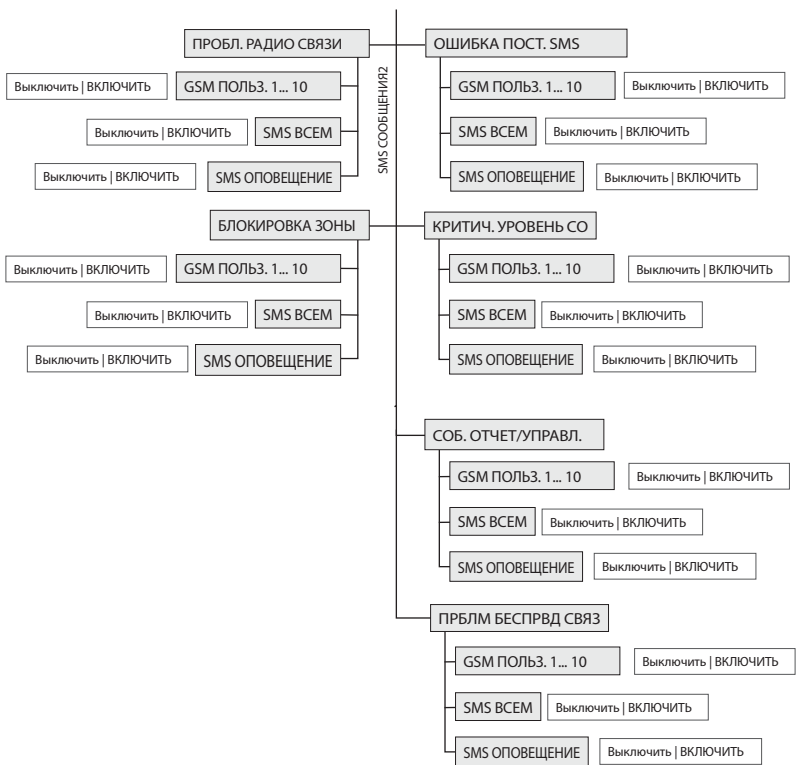 SMS СООБЩЕНИЯ2
ПРОБЛ. РАДИО СВЯЗИ
Выключить | ВКЛЮЧИТЬ
GSM ПОЛЬЗ. 1... 10
Выключить | ВКЛЮЧИТЬ
SMS ВСЕМ
Выключить | ВКЛЮЧИТЬ
SMS ОПОВЕЩЕНИЕ
ОШИБКА ПОСТ. SMS
GSM ПОЛЬЗ. 1... 10
Выключить | ВКЛЮЧИТЬ
SMS ВСЕМ
Выключить | ВКЛЮЧИТЬ
SMS ОПОВЕЩЕНИЕ
Выключить | ВКЛЮЧИТЬ
БЛОКИРОВКА ЗОНЫ
Выключить | ВКЛЮЧИТЬ
GSM ПОЛЬЗ. 1... 10
Выключить | ВКЛЮЧИТЬ
SMS ВСЕМ
Выключить | ВКЛЮЧИТЬ
SMS ОПОВЕЩЕНИЕ
КРИТИЧ. УРОВЕНЬ СО
GSM ПОЛЬЗ. 1... 10
Выключить | ВКЛЮЧИТЬ
SMS ВСЕМ
Выключить | ВКЛЮЧИТЬ
SMS ОПОВЕЩЕНИЕ
Выключить | ВКЛЮЧИТЬ
СОБ. ОТЧЕТ/УПРАВЛ.
GSM ПОЛЬЗ. 1... 10
Выключить | ВКЛЮЧИТЬ
SMS ВСЕМ
Выключить | ВКЛЮЧИТЬ
SMS ОПОВЕЩЕНИЕ
Выключить | ВКЛЮЧИТЬ
ПРБЛМ БЕСПРВД СВЯЗ
GSM ПОЛЬЗ. 1... 10
Выключить | ВКЛЮЧИТЬ
SMS ВСЕМ
Выключить | ВКЛЮЧИТЬ
SMS ОПОВЕЩЕНИЕ
Выключить | ВКЛЮЧИТЬ